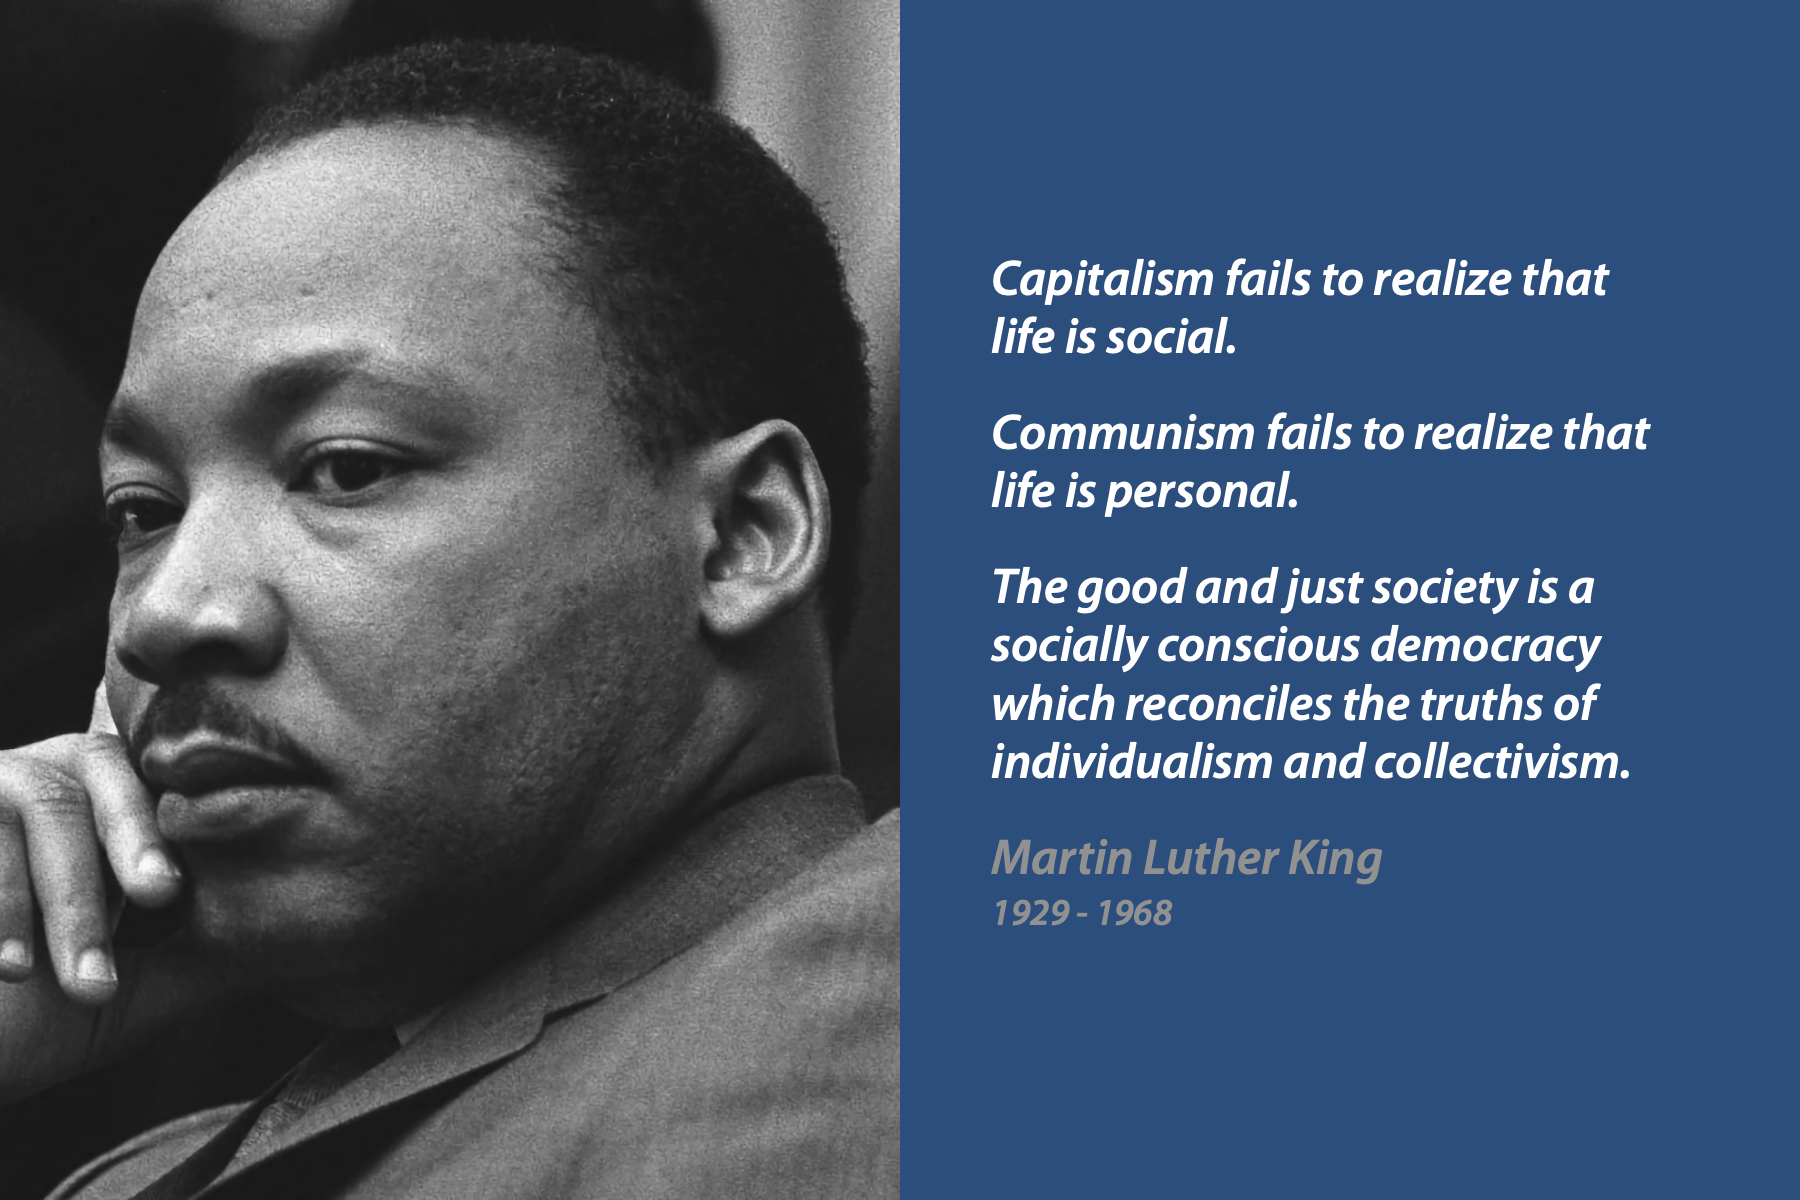 Capitalism fails to realize that
life is social.
Communism fails to realize that
life is personal.
The good and just society is a
socially conscious democracy
which reconciles the truths of
individualism and collectivism.
Martin Luther King
1929 - 1968